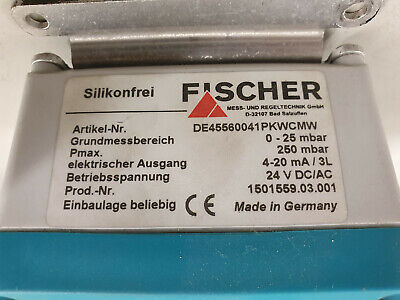 Silikonfrei FISCHER
MESS- UND REGELTECHNIK GmbH
D-32107 Bad Salzuflen
Artikel-Nr. DE45560041PKWCMW
Grundmessbereich 0 - 25 mbar
Pmax. 250 mbar
elektrischer Ausgang 4-20 mA / 3L
Betriebsspannung 24 V DC/AC
Prod.-Nr. 1501559.03.001
Einbaulage beliebig CE Made in Germany